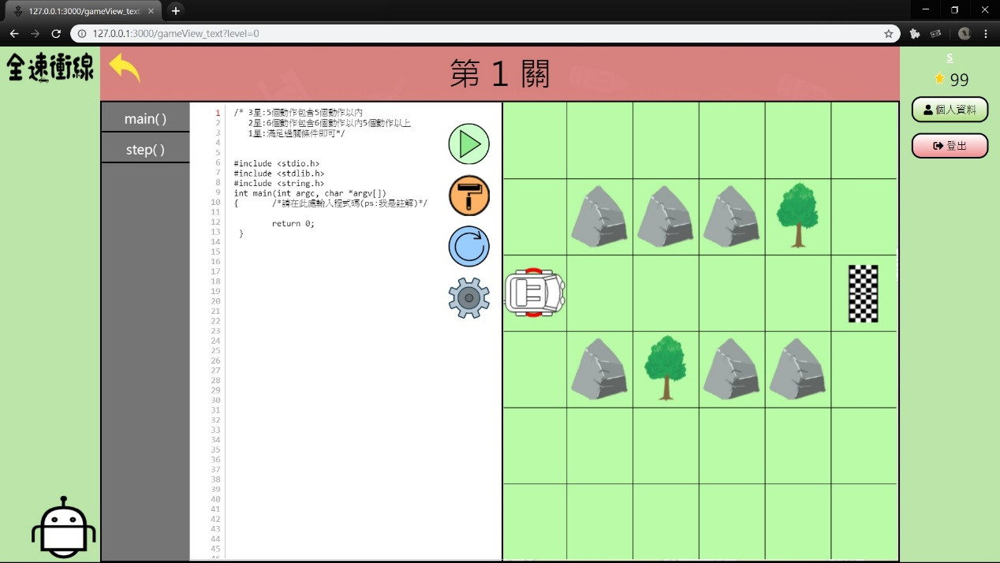 127.0.0.1:3000/gameView_text
127.0.0.1:3000/gameView_text?level=0
全速衝線
第 1 關
S
99
個人資料
登出
main( )
step( )
1 /* 3星:5個動作包含5個動作以內
2 2星:6個動作包含6個動作以內5個動作以上
3 1星:滿足過關條件即可*/
4
5
6 #include <stdio.h>
7 #include <stdlib.h>
8 #include <string.h>
9 int main(int argc, char *argv[])
10 { /*請在此處輸入程式碼(ps:我是註解)*/
11
12 return 0;
13 }
14
15
16
17
18
19
20
21
22
23
24
25
26
27
28
29
30
31
32
33
34
35
36
37
38
39
40
41
42
43
44
45